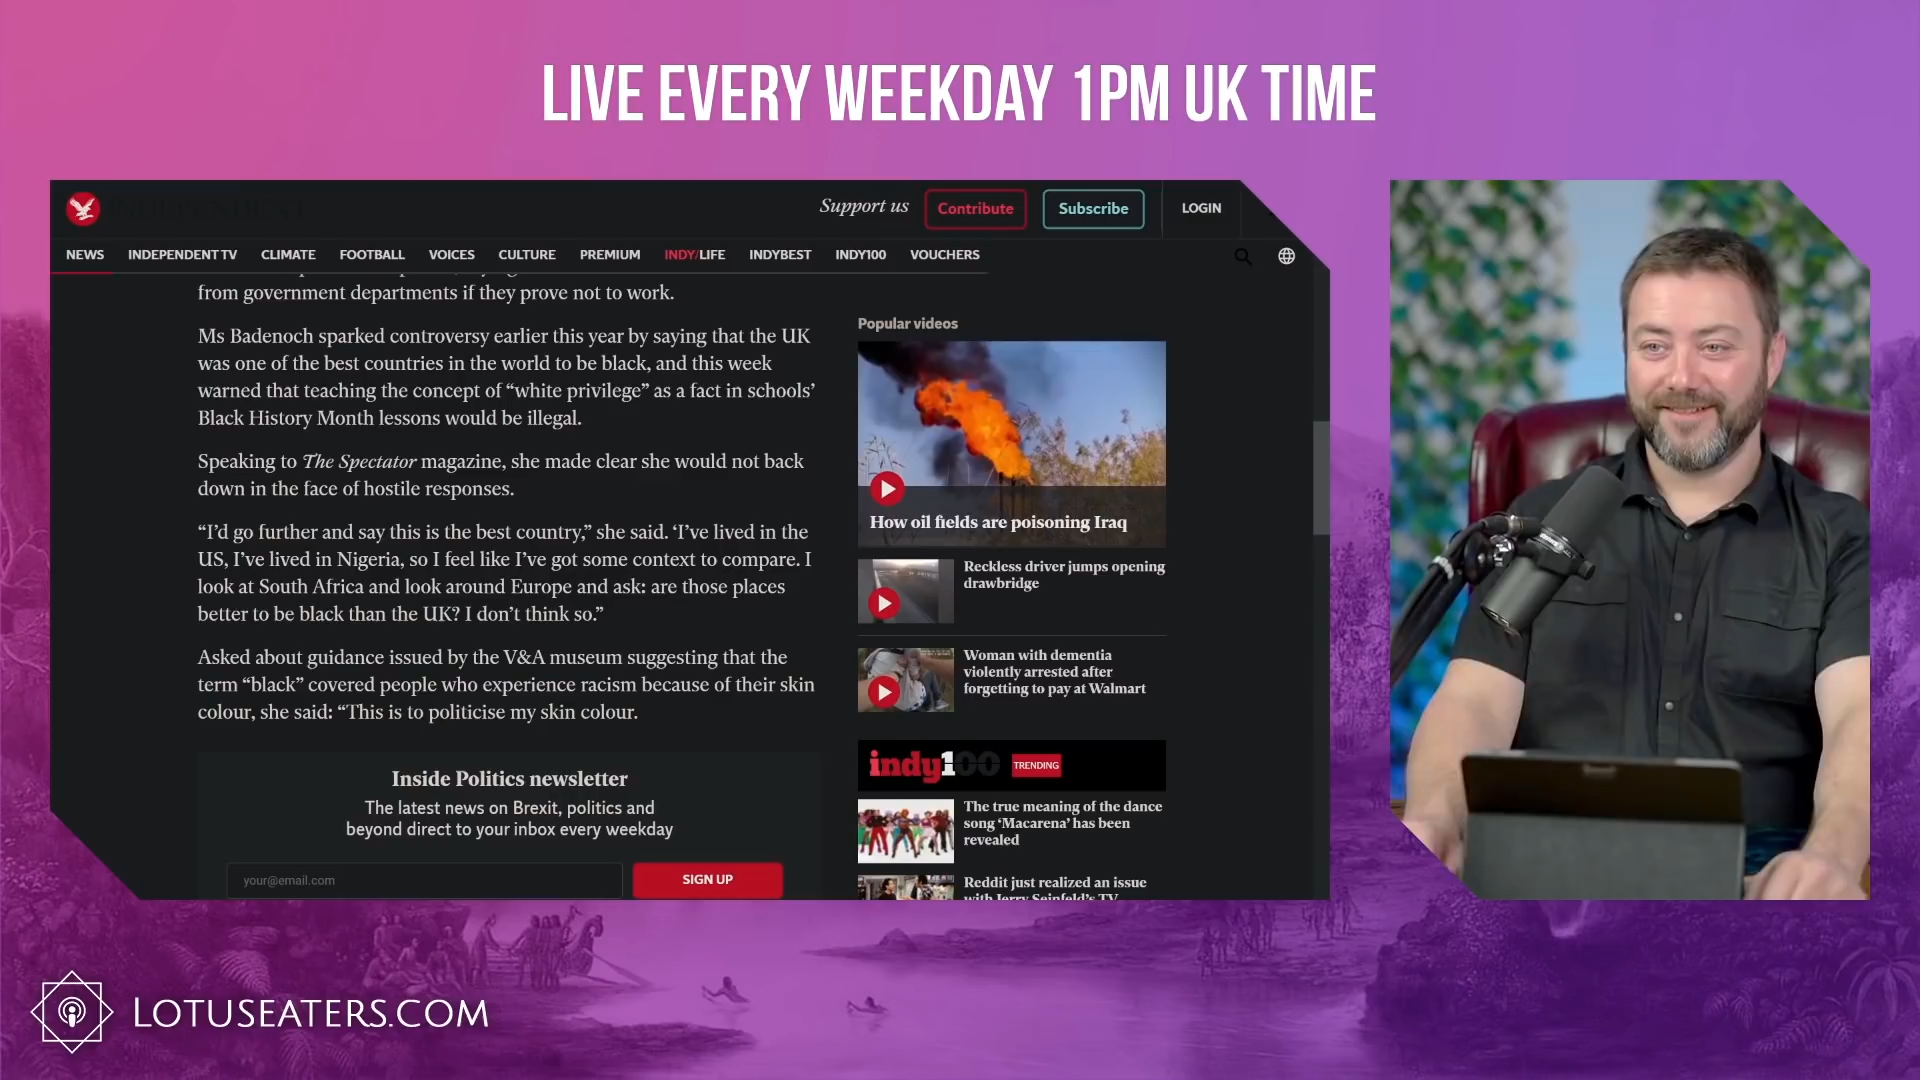 LIVE EVERY WEEKDAY 1PM UK TIME
INDEPENDENT
Support us
Contribute
Subscribe
LOGIN
NEWS INDEPENDENT TV CLIMATE FOOTBALL VOICES CULTURE PREMIUM INDY/LIFE INDYBEST INDY100 VOUCHERS
from government departments if they prove not to work.
Ms Badenoch sparked controversy earlier this year by saying that the UK
was one of the best countries in the world to be black, and this week
warned that teaching the concept of “white privilege” as a fact in schools’
Black History Month lessons would be illegal.
Speaking to The Spectator magazine, she made clear she would not back
down in the face of hostile responses.
“I’d go further and say this is the best country,” she said. ‘I’ve lived in the
US, I’ve lived in Nigeria, so I feel like I’ve got some context to compare. I
look at South Africa and look around Europe and ask: are those places
better to be black than the UK? I don’t think so.”
Asked about guidance issued by the V&A museum suggesting that the
term “black” covered people who experience racism because of their skin
colour, she said: “This is to politicise my skin colour.
Inside Politics newsletter
The latest news on Brexit, politics and
beyond direct to your inbox every weekday
your@email.com
SIGN UP
Popular videos
How oil fields are poisoning Iraq
Reckless driver jumps opening
drawbridge
Woman with dementia
violently arrested after
forgetting to pay at Walmart
indy100 TRENDING
The true meaning of the dance
song ‘Macarena’ has been
revealed
Reddit just realized an issue
with Jerry Seinfeld’s TV
LOTUSEATERS.COM